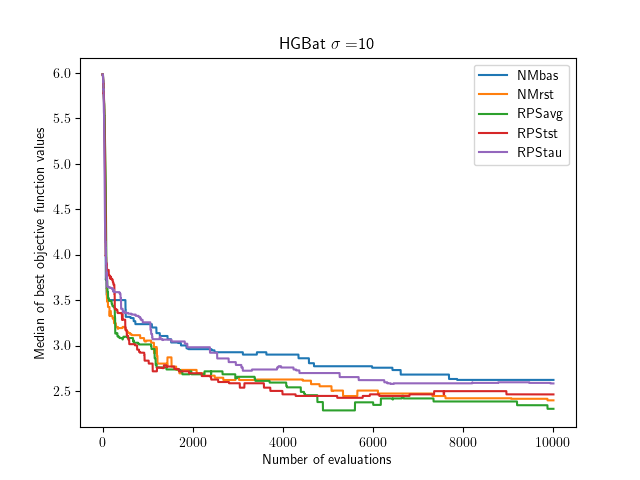 HGBat σ =10
Median of best objective function values
6.0
5.5
5.0
4.5
4.0
3.5
3.0
2.5
NMbas
NMrst
RPSavg
RPStst
RPStau
0 2000 4000 6000 8000 10000
Number of evaluations